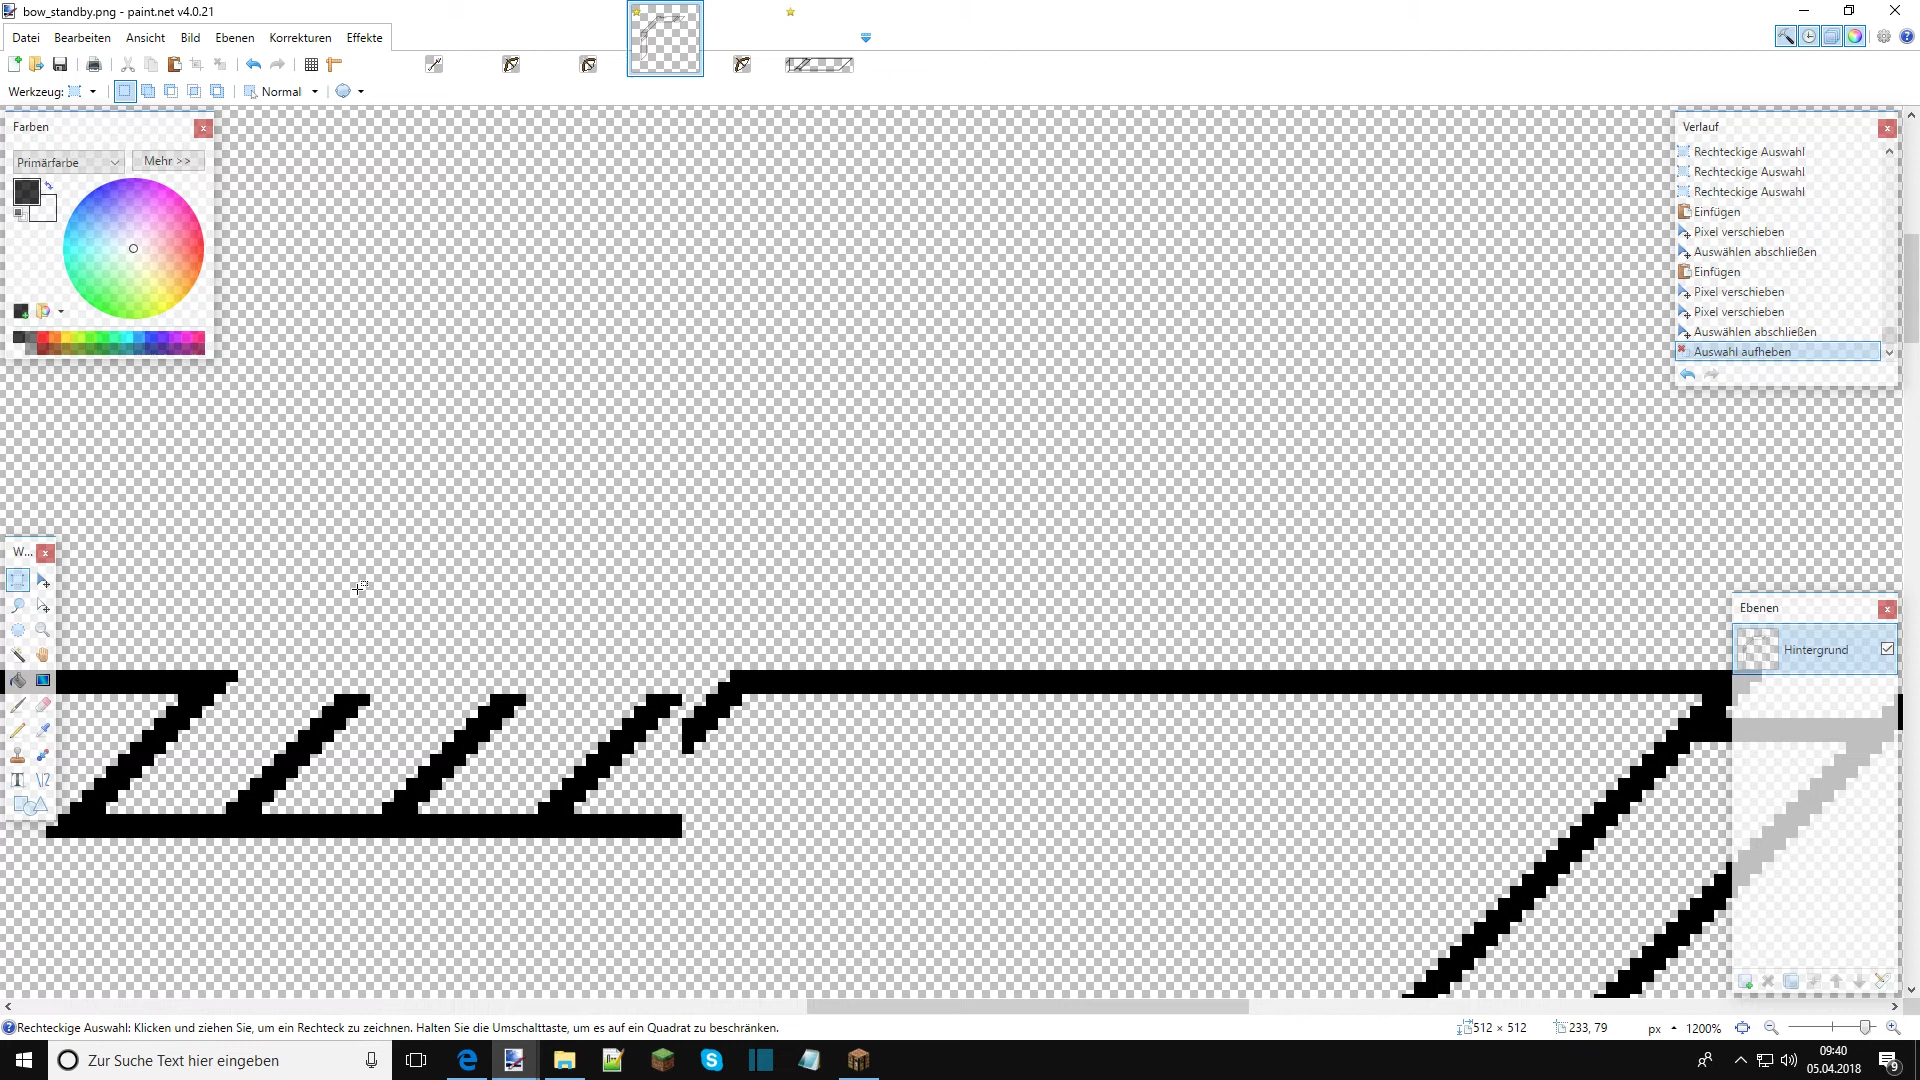 bow_standby.png - paint.net v4.0.21
Datei Bearbeiten Ansicht Bild Ebenen Korrekturen Effekte
Werkzeug: Normal
Farben
Primärfarbe Mehr >>
Verlauf
Rechteckige Auswahl
Rechteckige Auswahl
Rechteckige Auswahl
Einfügen
Pixel verschieben
Auswählen abschließen
Einfügen
Pixel verschieben
Pixel verschieben
Auswählen abschließen
Auswahl aufheben
W...
Ebenen
Hintergrund
Rechteckige Auswahl: Klicken und ziehen Sie, um ein Rechteck zu zeichnen. Halten Sie die Umschalttaste, um es auf ein Quadrat zu beschränken.
512 × 512 233, 79 px 1200%
Zur Suche Text hier eingeben
09:40
05.04.2018
9